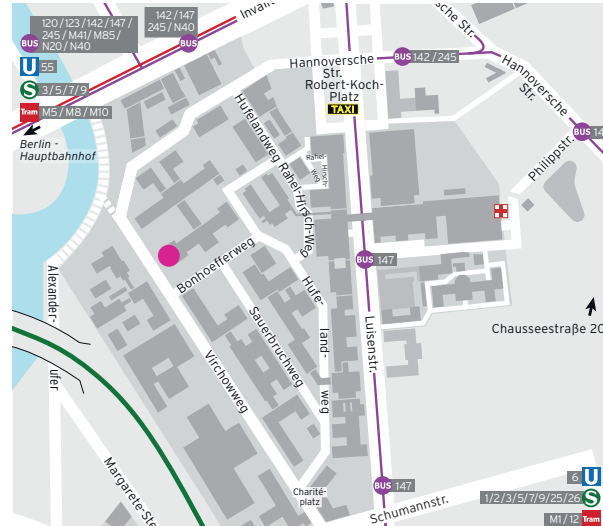 120 / 123 / 142 / 147 /
245 / M41 / M85 /
N20 / N40
BUS
142 / 147
245 / N40
BUS
Invali
U 55
S 3 / 5 / 7 / 9
Tram M5 / M8 / M10
Berlin -
Hauptbahnhof
Hannoversche
Str.
Robert-Koch-
Platz
TAXI
BUS 142 / 245
sche Str.
Hannoversche
Str.
BUS 14
Philippstr.
Hufelandweg
Rahel-Hirsch-Weg
Rahel-
Hirsch-
Weg
Bonhoefferweg
BUS 147
Alexander-
ufer
Hufe-
land-
weg
Sauerbruchweg
Virchowweg
Luisenstr.
Chausseestraße 20
Margarete-Ste
Charité-
platz
BUS 147
Schumannstr.
6 U
1/2/3/5/7/9/25/26 S
M1 / 12 Tram